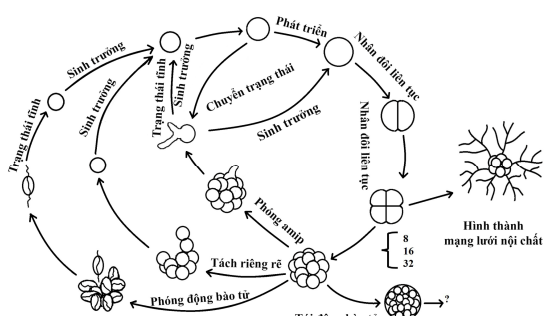 Phát triển
Nhân đôi liên tục
Sinh trưởng
Sinh trưởng
Trạng thái tĩnh
Sinh trưởng
Chuyển trạng thái
Sinh trưởng
Trạng thái tĩnh
Nhân đôi liên tục
8
16
32
Hình thành
mạng lưới nội chất
Phóng amip
Tách riêng rẽ
Phóng động bào tử
?